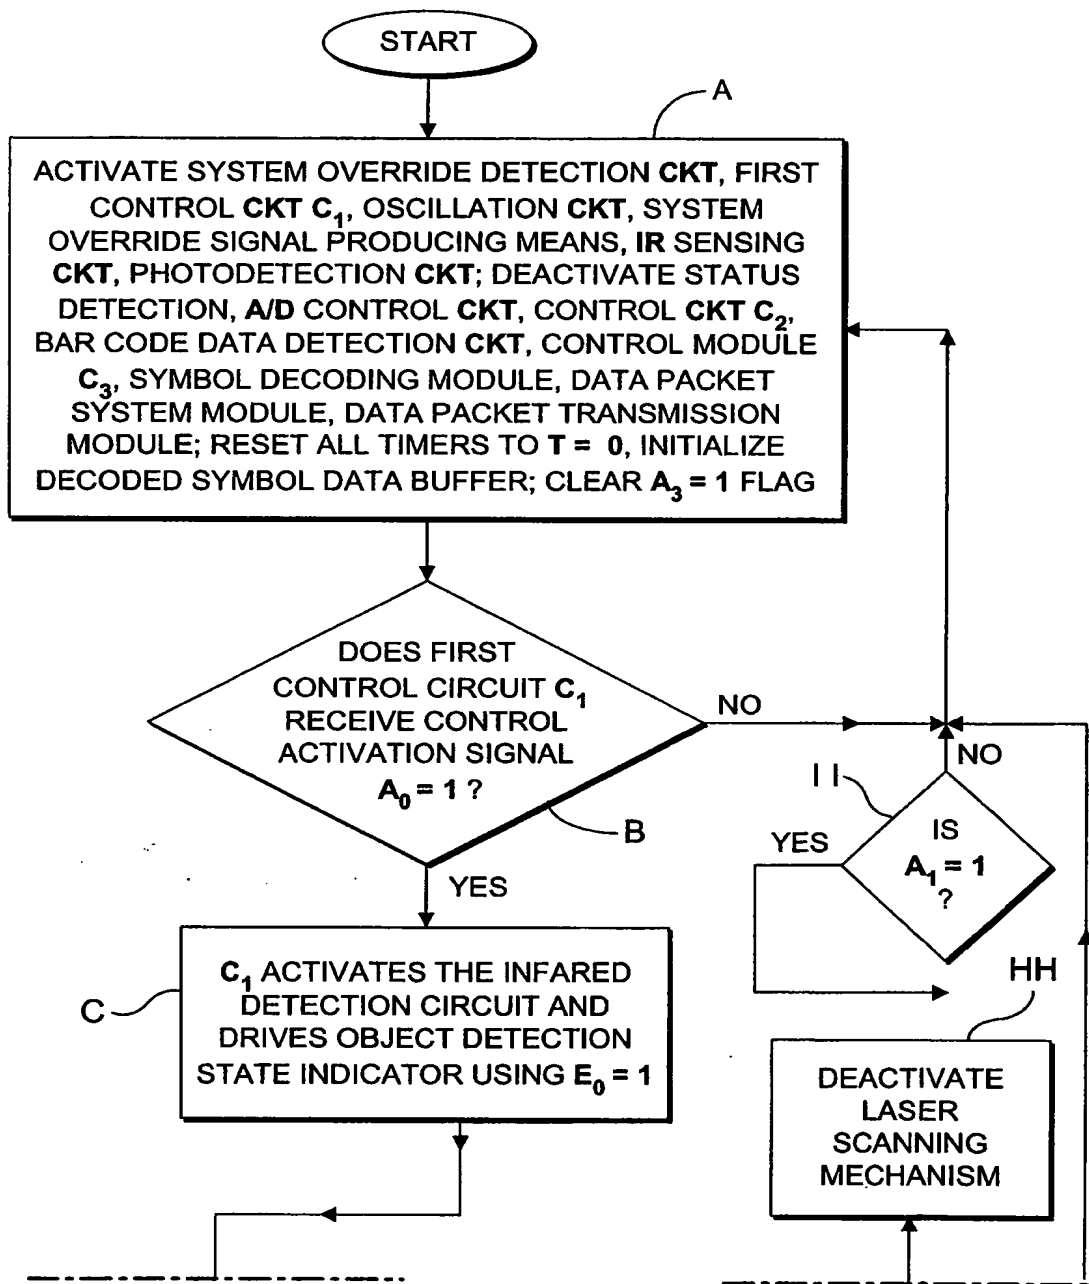 START
A
ACTIVATE SYSTEM OVERRIDE DETECTION CKT, FIRST
CONTROL CKT C₁, OSCILLATION CKT, SYSTEM
OVERRIDE SIGNAL PRODUCING MEANS, IR SENSING
CKT, PHOTODETECTION CKT; DEACTIVATE STATUS
DETECTION, A/D CONTROL CKT, CONTROL CKT C₂,
BAR CODE DATA DETECTION CKT, CONTROL MODULE
C₃, SYMBOL DECODING MODULE, DATA PACKET
SYSTEM MODULE, DATA PACKET TRANSMISSION
MODULE; RESET ALL TIMERS TO T = 0, INITIALIZE
DECODED SYMBOL DATA BUFFER; CLEAR A₃ = 1 FLAG
DOES FIRST
CONTROL CIRCUIT C₁
RECEIVE CONTROL
ACTIVATION SIGNAL
A₀ = 1 ?
NO
B
YES
NO
II
YES
IS
A₁ = 1
?
C₁ ACTIVATES THE INFARED
DETECTION CIRCUIT AND
DRIVES OBJECT DETECTION
STATE INDICATOR USING E₀ = 1
C
HH
DEACTIVATE
LASER
SCANNING
MECHANISM